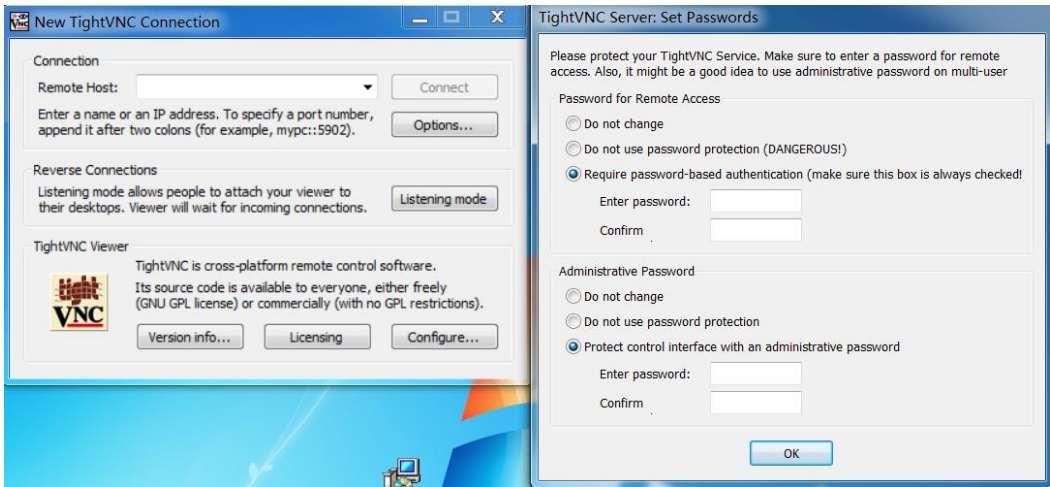 New TightVNC Connection
Connection
Remote Host:
Connect
Enter a name or an IP address. To specify a port number,
append it after two colons (for example, mypc::5902).
Options...
Reverse Connections
Listening mode allows people to attach your viewer to
their desktops. Viewer will wait for incoming connections.
Listening mode
TightVNC Viewer
tight
VNC
TightVNC is cross-platform remote control software.
Its source code is available to everyone, either freely
(GNU GPL license) or commercially (with no GPL restrictions).
Version info...
Licensing
Configure...
TightVNC Server: Set Passwords
Please protect your TightVNC Service. Make sure to enter a password for remote
access. Also, it might be a good idea to use administrative password on multi-user
Password for Remote Access
Do not change
Do not use password protection (DANGEROUS!)
Require password-based authentication (make sure this box is always checked!
Enter password:
Confirm
Administrative Password
Do not change
Do not use password protection
Protect control interface with an administrative password
Enter password:
Confirm
OK